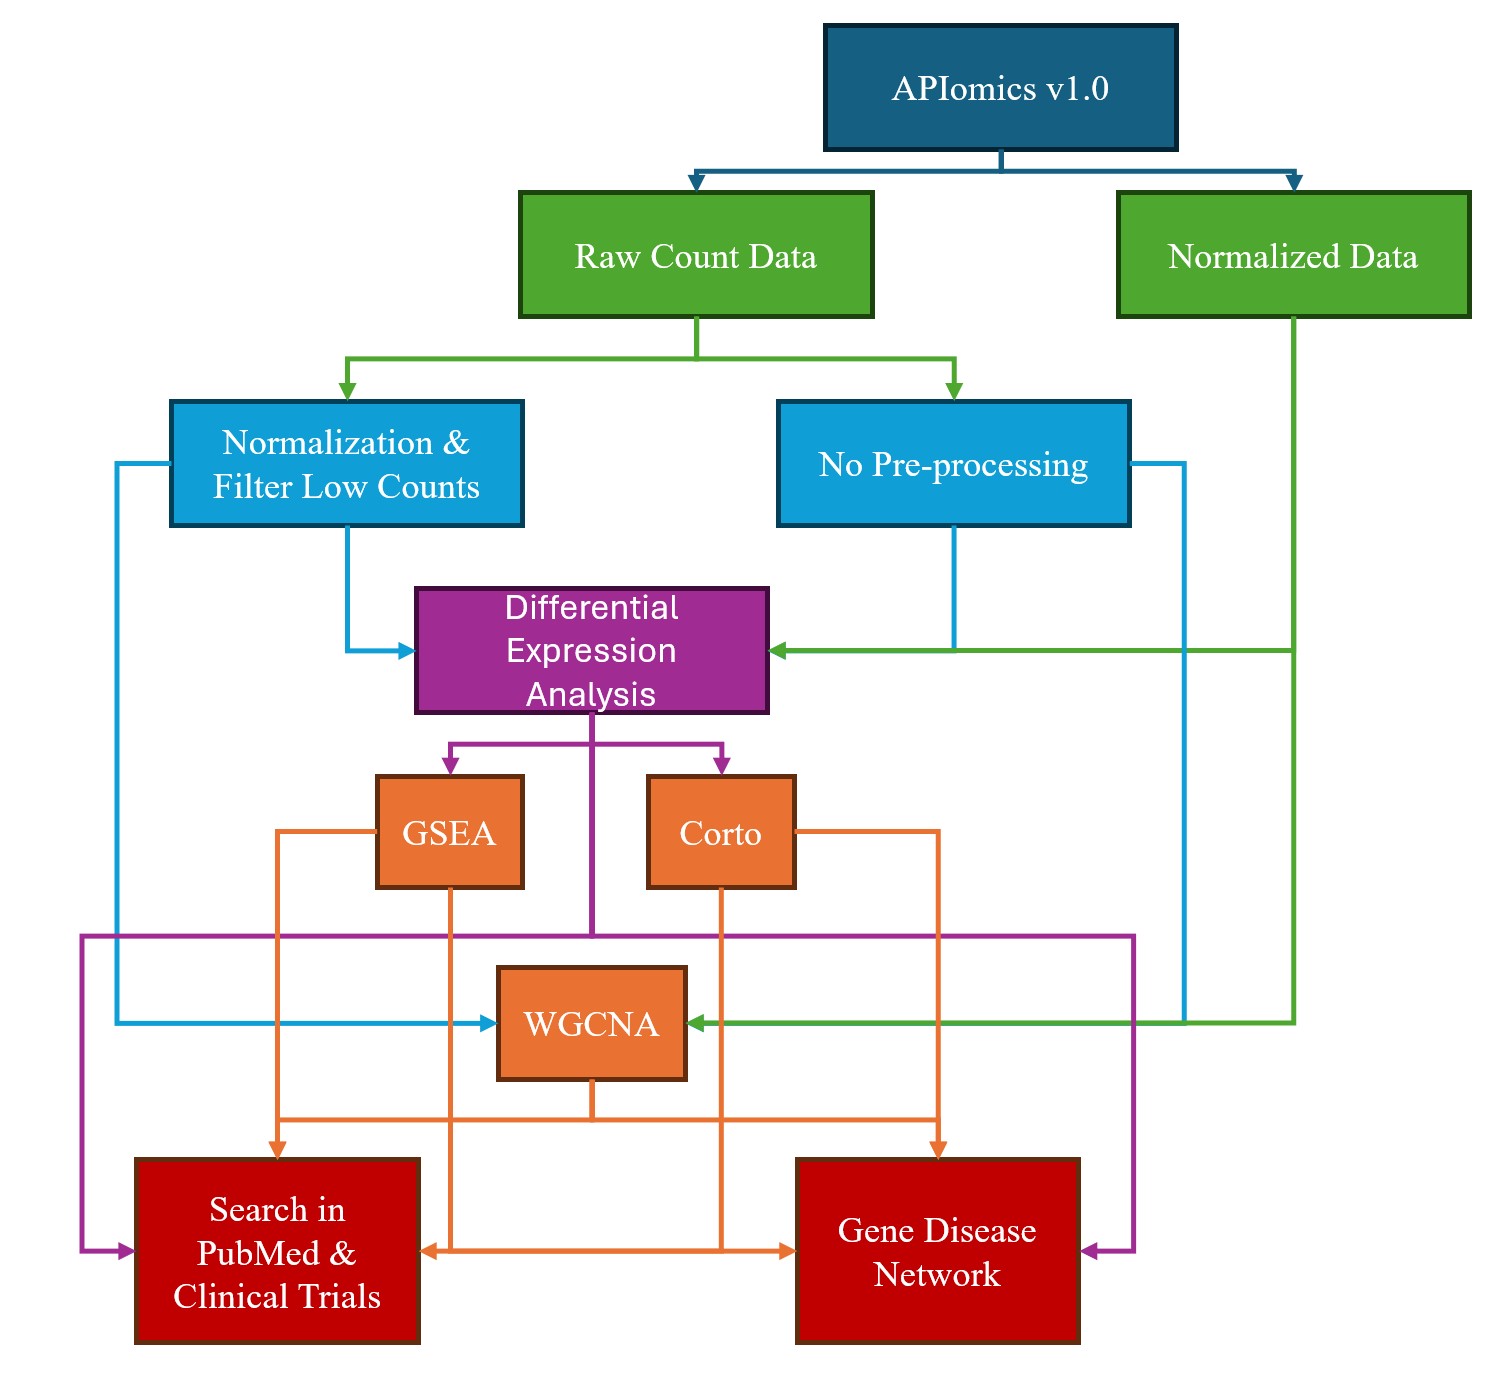 APIomics v1.0
Raw Count Data
Normalized Data
Normalization &
Filter Low Counts
No Pre-processing
Differential
Expression
Analysis
GSEA
Corto
WGCNA
Search in
PubMed &
Clinical Trials
Gene Disease
Network